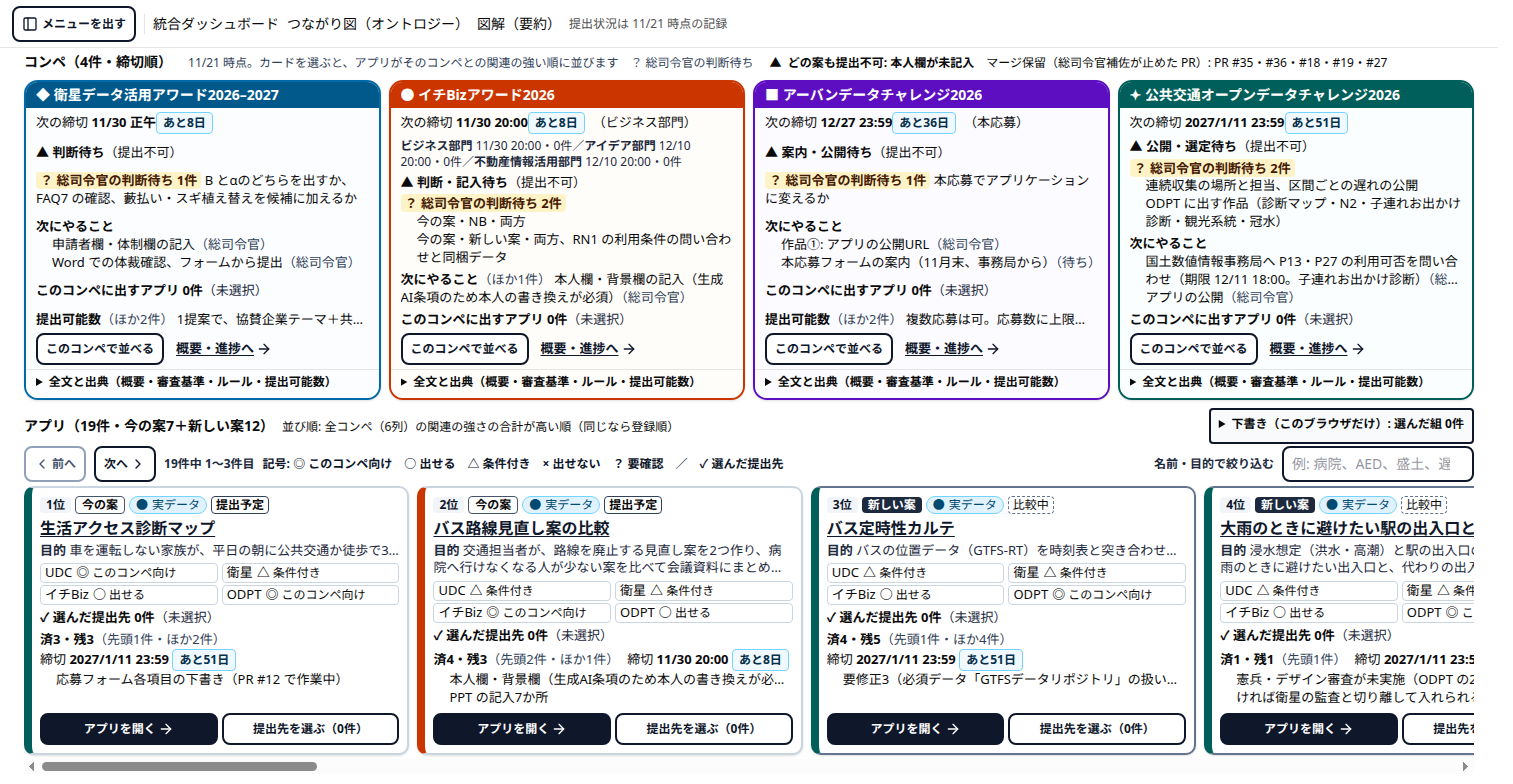 メニューを出す 統合ダッシュボード つながり図（オントロジー） 図解（要約） 提出状況は 11/21 時点の記録
コンペ（4件・締切順） 11/21 時点。カードを選ぶと、アプリがそのコンペとの関連の強い順に並びます ？ 総司令官の判断待ち ▲ どの案も提出不可: 本人欄が未記入 マージ保留（総司令官補佐が止めた PR）: PR #35・#36・#18・#19・#27
◆ 衛星データ活用アワード2026–2027
次の締切 11/30 正午 あと8日
▲ 判断待ち（提出不可）
？ 総司令官の判断待ち 1件 B とαのどちらを出すか、
FAQ7 の確認、藪払い・スギ植え替えを候補に加えるか
次にやること
申請者欄・体制欄の記入（総司令官）
Word での体裁確認、フォームから提出（総司令官）
このコンペに出すアプリ 0件（未選択）
提出可能数（ほか2件） 1提案で、協賛企業テーマ＋共…
このコンペで並べる 概要・進捗へ →
▶ 全文と出典（概要・審査基準・ルール・提出可能数）
● イチBizアワード2026
次の締切 11/30 20:00 あと8日 （ビジネス部門）
ビジネス部門 11/30 20:00・0件／アイデア部門 12/10
20:00・0件／不動産情報活用部門 12/10 20:00・0件
▲ 判断・記入待ち（提出不可）
？ 総司令官の判断待ち 2件
今の案・NB・両方
今の案・新しい案・両方、RN1 の利用条件の問い合わ
せと同梱データ
次にやること（ほか1件） 本人欄・背景欄の記入（生成
AI条項のため本人の書き換えが必須）（総司令官）
このコンペに出すアプリ 0件（未選択）
このコンペで並べる 概要・進捗へ →
▶ 全文と出典（概要・審査基準・ルール・提出可能数）
■ アーバンデータチャレンジ2026
次の締切 12/27 23:59 あと36日 （本応募）
▲ 案内・公開待ち（提出不可）
？ 総司令官の判断待ち 1件 本応募でアプリケーション
に変えるか
次にやること
作品①: アプリの公開URL（総司令官）
本応募フォームの案内（11月末、事務局から）（待ち）
このコンペに出すアプリ 0件（未選択）
提出可能数（ほか2件） 複数応募は可。応募数に上限…
このコンペで並べる 概要・進捗へ →
▶ 全文と出典（概要・審査基準・ルール・提出可能数）
✦ 公共交通オープンデータチャレンジ2026
次の締切 2027/1/11 23:59 あと51日
▲ 公開・選定待ち（提出不可）
？ 総司令官の判断待ち 2件
連続収集の場所と担当、区間ごとの遅れの公開
ODPT に出す作品（診断マップ・N2・子連れお出かけ
診断・観光系統・冠水）
次にやること
国土数値情報事務局へ P13・P27 の利用可否を問い合
わせ（期限 12/11 18:00。子連れお出かけ診断）（総…
アプリの公開（総司令官）
このコンペに出すアプリ 0件（未選択）
このコンペで並べる 概要・進捗へ →
▶ 全文と出典（概要・審査基準・ルール・提出可能数）
アプリ（19件・今の案7＋新しい案12） 並び順: 全コンペ（6列）の関連の強さの合計が高い順（同じなら登録順） ▶ 下書き（このブラウザだけ）: 選んだ組 0件
前へ 次へ 19件中 1〜3件目 記号: ◎ このコンペ向け ○ 出せる △ 条件付き × 出せない ？ 要確認 ／ ✓ 選んだ提出先 名前・目的で絞り込む 例: 病院、AED、盛土、遅
1位 今の案 ● 実データ 提出予定
生活アクセス診断マップ
目的 車を運転しない家族が、平日の朝に公共交通か徒歩で3…
UDC ◎ このコンペ向け 衛星 △ 条件付き
イチBiz ○ 出せる ODPT ◎ このコンペ向け
✓ 選んだ提出先 0件（未選択）
済3・残3（先頭1件・ほか2件）
締切 2027/1/11 23:59 あと51日
応募フォーム各項目の下書き（PR #12 で作業中）
アプリを開く → 提出先を選ぶ（0件）
2位 今の案 ● 実データ 提出予定
バス路線見直し案の比較
目的 交通担当者が、路線を廃止する見直し案を2つ作り、病
院へ行けなくなる人が少ない案を比べて会議資料にまとめ…
UDC △ 条件付き 衛星 △ 条件付き
イチBiz ◎ このコンペ向け ODPT ○ 出せる
✓ 選んだ提出先 0件（未選択）
済4・残3（先頭2件・ほか1件） 締切 11/30 20:00 あと8日
本人欄・背景欄（生成AI条項のため本人の書き換えが必…
PPT の記入7か所
アプリを開く → 提出先を選ぶ（0件）
3位 新しい案 ● 実データ 比較中
バス定時性カルテ
目的 バスの位置データ（GTFS-RT）を時刻表と突き合わせ…
UDC △ 条件付き 衛星 △ 条件付き
イチBiz ○ 出せる ODPT ◎ このコンペ向け
✓ 選んだ提出先 0件（未選択）
済4・残5（先頭1件・ほか4件）
締切 2027/1/11 23:59 あと51日
要修正3（必須データ「GTFSデータリポジトリ」の扱い…
アプリを開く → 提出先を選ぶ（0件）
4位 新しい案 ● 実データ 比較中
大雨のときに避けたい駅の出入口と
目的 浸水想定（洪水・高潮）と駅の出入口
雨のときに避けたい出入口と、代わりの出入
UDC △ 条件付き 衛星 △ 条件
イチBiz ○ 出せる ODPT ◎ こ
✓ 選んだ提出先 0件（未選択）
済1・残1（先頭1件） 締切 2027/1/11 23:5
憲兵・デザイン審査が未実施（ODPT の2
ければ衛星の監査と切り離して入れられる
アプリを開く → 提出先